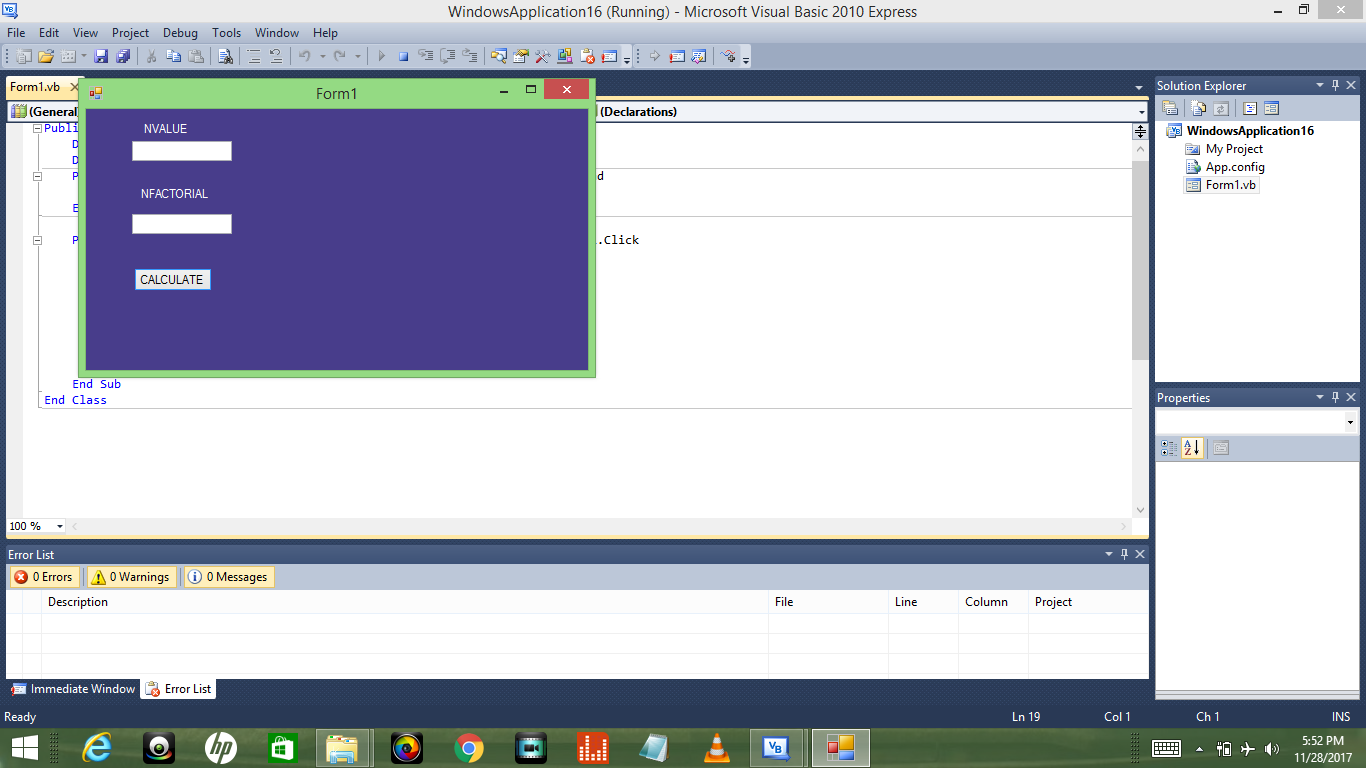 WindowsApplication16 (Running) - Microsoft Visual Basic 2010 Express
File Edit View Project Debug Tools Window Help
Form1.vb
Form1
(General)
(Declarations)
NVALUE
NFACTORIAL
CALCULATE
Publi
D
D
P d
E
P .Click
End Sub
End Class
100 %
Solution Explorer
WindowsApplication16
My Project
App.config
Form1.vb
Properties
Error List
0 Errors 0 Warnings 0 Messages
Description File Line Column Project
Immediate Window Error List
Ready Ln 19 Col 1 Ch 1 INS
5:52 PM
11/28/2017